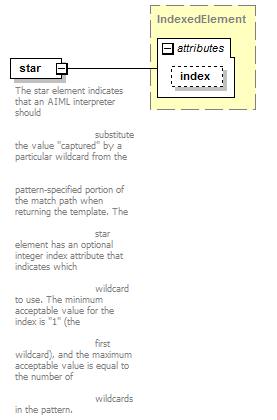 IndexedElement
attributes
star
index
The star element indicates
that an AIML interpreter
should
substitute
the value "captured" by a
particular wildcard from the
pattern-specified portion of
the match path when
returning the template. The
star
element has an optional
integer index attribute that
indicates which
wildcard
to use. The minimum
acceptable value for the
index is "1" (the
first
wildcard), and the maximum
acceptable value is equal to
the number of
wildcards
in the pattern.